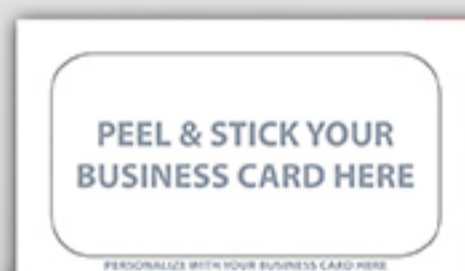 PEEL & STICK YOUR
BUSINESS CARD HERE
PERSONALIZE WITH YOUR BUSINESS CARD HERE